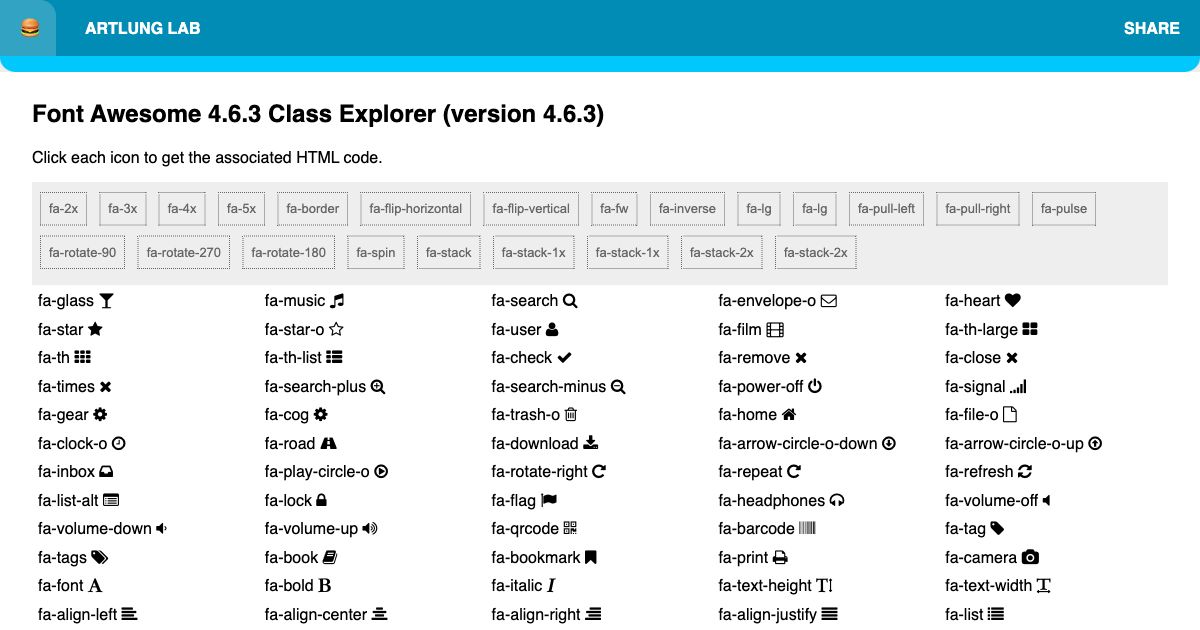 ARTLUNG LAB SHARE
Font Awesome 4.6.3 Class Explorer (version 4.6.3)
Click each icon to get the associated HTML code.
fa-2x fa-3x fa-4x fa-5x fa-border fa-flip-horizontal fa-flip-vertical fa-fw fa-inverse fa-lg fa-lg fa-pull-left fa-pull-right fa-pulse
fa-rotate-90 fa-rotate-270 fa-rotate-180 fa-spin fa-stack fa-stack-1x fa-stack-1x fa-stack-2x fa-stack-2x
fa-glass fa-music fa-search fa-envelope-o fa-heart
fa-star fa-star-o fa-user fa-film fa-th-large
fa-th fa-th-list fa-check fa-remove fa-close
fa-times fa-search-plus fa-search-minus fa-power-off fa-signal
fa-gear fa-cog fa-trash-o fa-home fa-file-o
fa-clock-o fa-road fa-download fa-arrow-circle-o-down fa-arrow-circle-o-up
fa-inbox fa-play-circle-o fa-rotate-right fa-repeat fa-refresh
fa-list-alt fa-lock fa-flag fa-headphones fa-volume-off
fa-volume-down fa-volume-up fa-qrcode fa-barcode fa-tag
fa-tags fa-book fa-bookmark fa-print fa-camera
fa-font fa-bold fa-italic fa-text-height fa-text-width
fa-align-left fa-align-center fa-align-right fa-align-justify fa-list